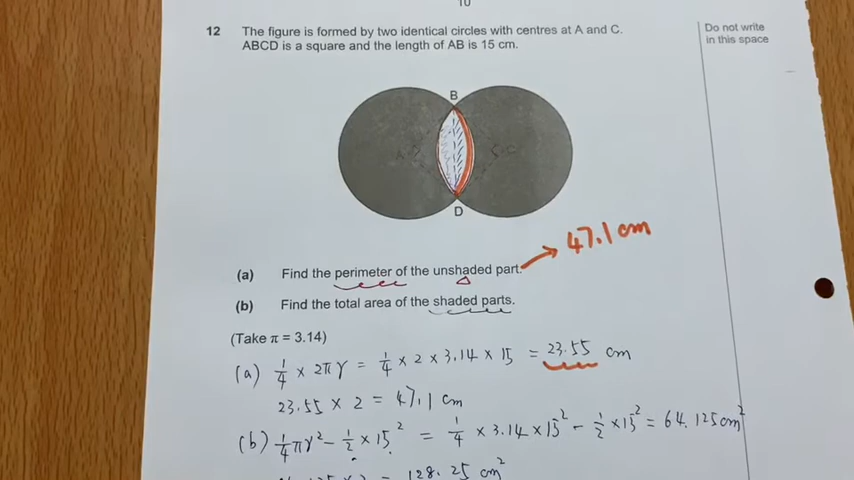 10
12 The figure is formed by two identical circles with centres at A and C.
ABCD is a square and the length of AB is 15 cm.
Do not write
in this space
B
A
C
D
47.1 cm
(a) Find the perimeter of the unshaded part.
(b) Find the total area of the shaded parts.
(Take π = 3.14)
(a) 1/4 × 2πr = 1/4 × 2 × 3.14 × 15 = 23.55 cm
23.55 × 2 = 47.1 cm
(b) 1/4 πr² - 1/2 × 15² = 1/4 × 3.14 × 15² - 1/2 × 15² = 64.125 cm²
× 2 = 128.25 cm²